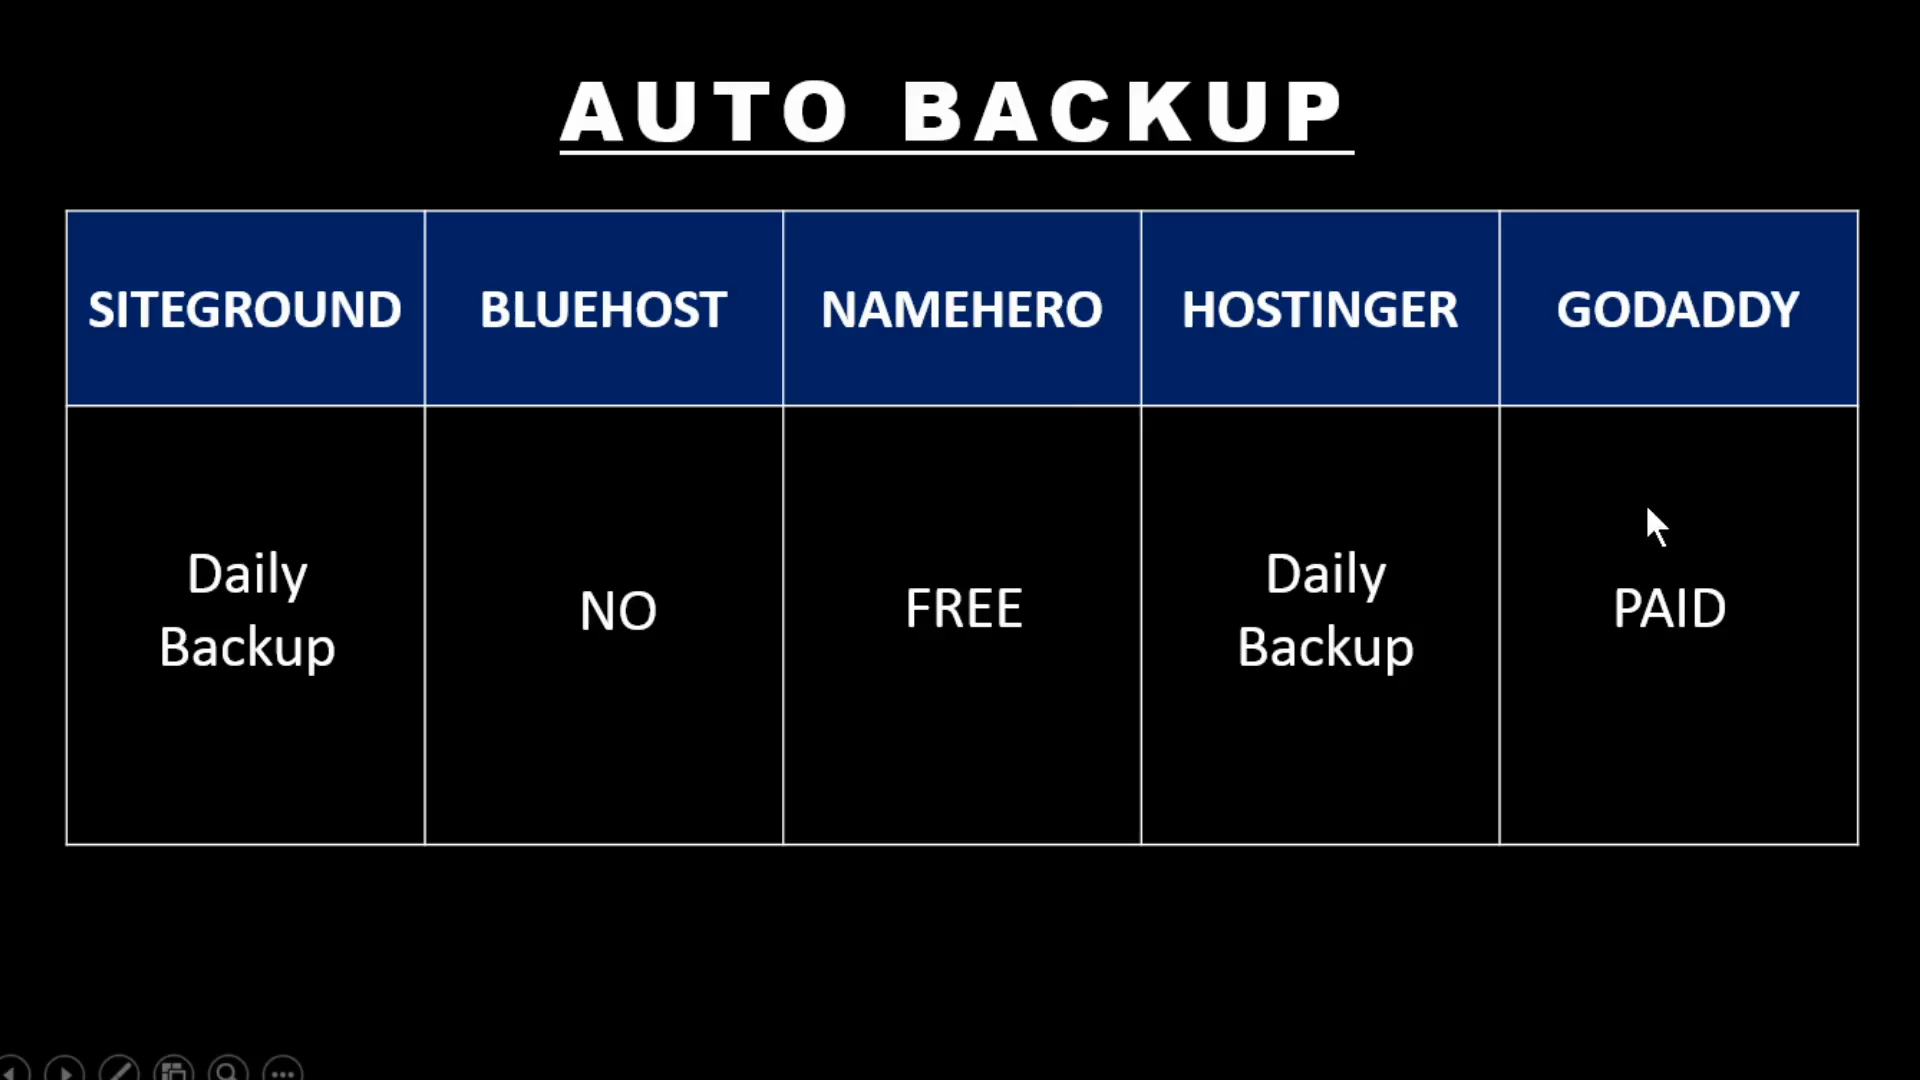 AUTO BACKUP
SITEGROUND
BLUEHOST
NAMEHERO
HOSTINGER
GODADDY
Daily
Backup
NO
FREE
Daily
Backup
PAID